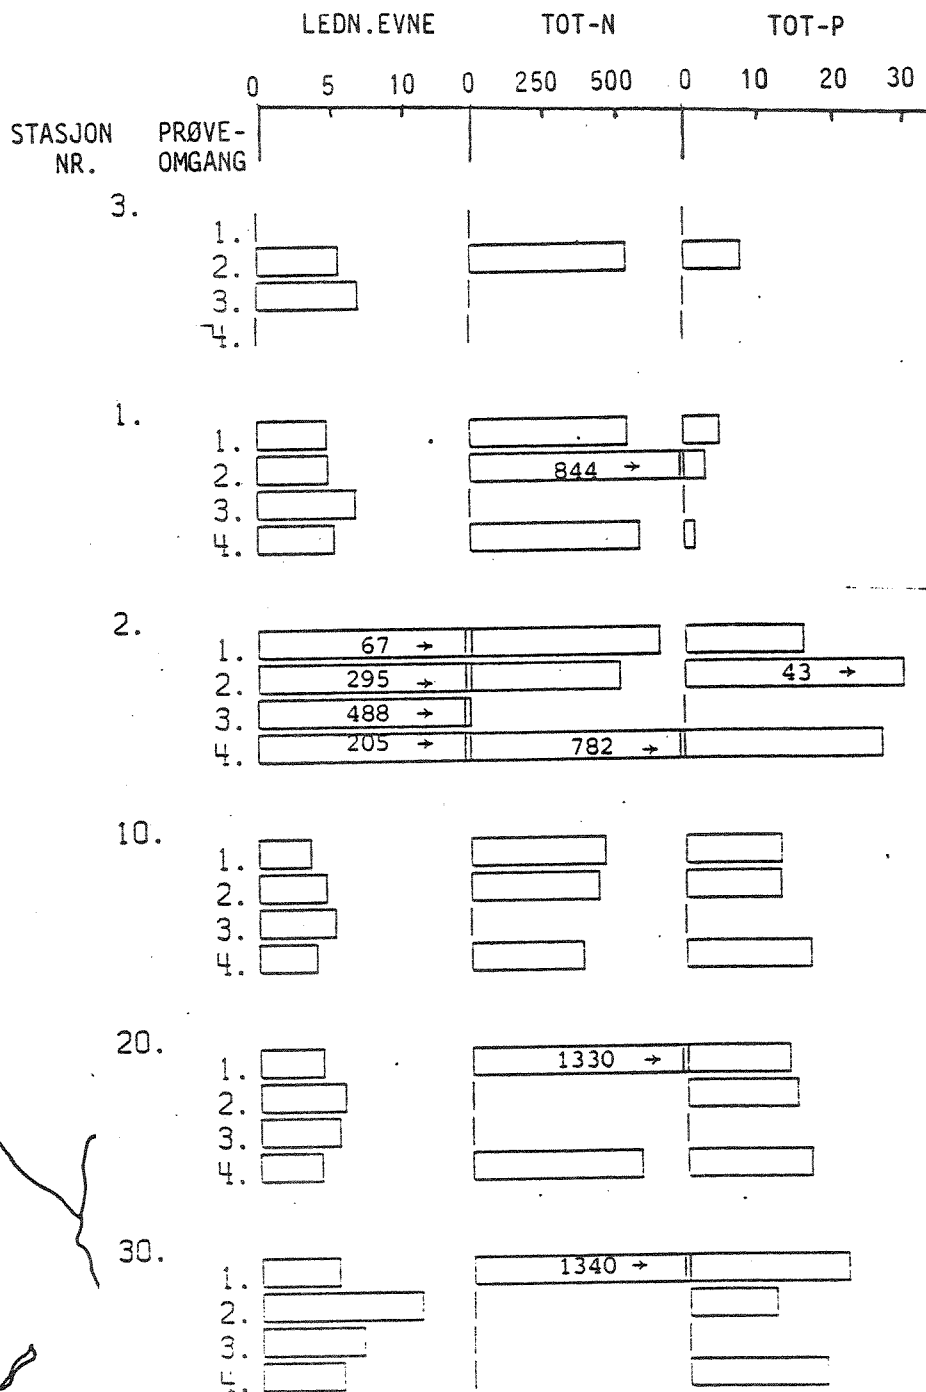 LEDN.EVNE TOT-N TOT-P
0 5 10 0 250 500 0 10 20 30
STASJON PRØVE-
NR. OMGANG
3.
1.
2.
3.
4.
1.
1.
2. 844 →
3.
4.
2.
1. 67 →
2. 295 → 43 →
3. 488 →
4. 205 → 782 →
10.
1.
2.
3.
4.
20.
1. 1330 →
2.
3.
4.
30.
1. 1340 →
2.
3.